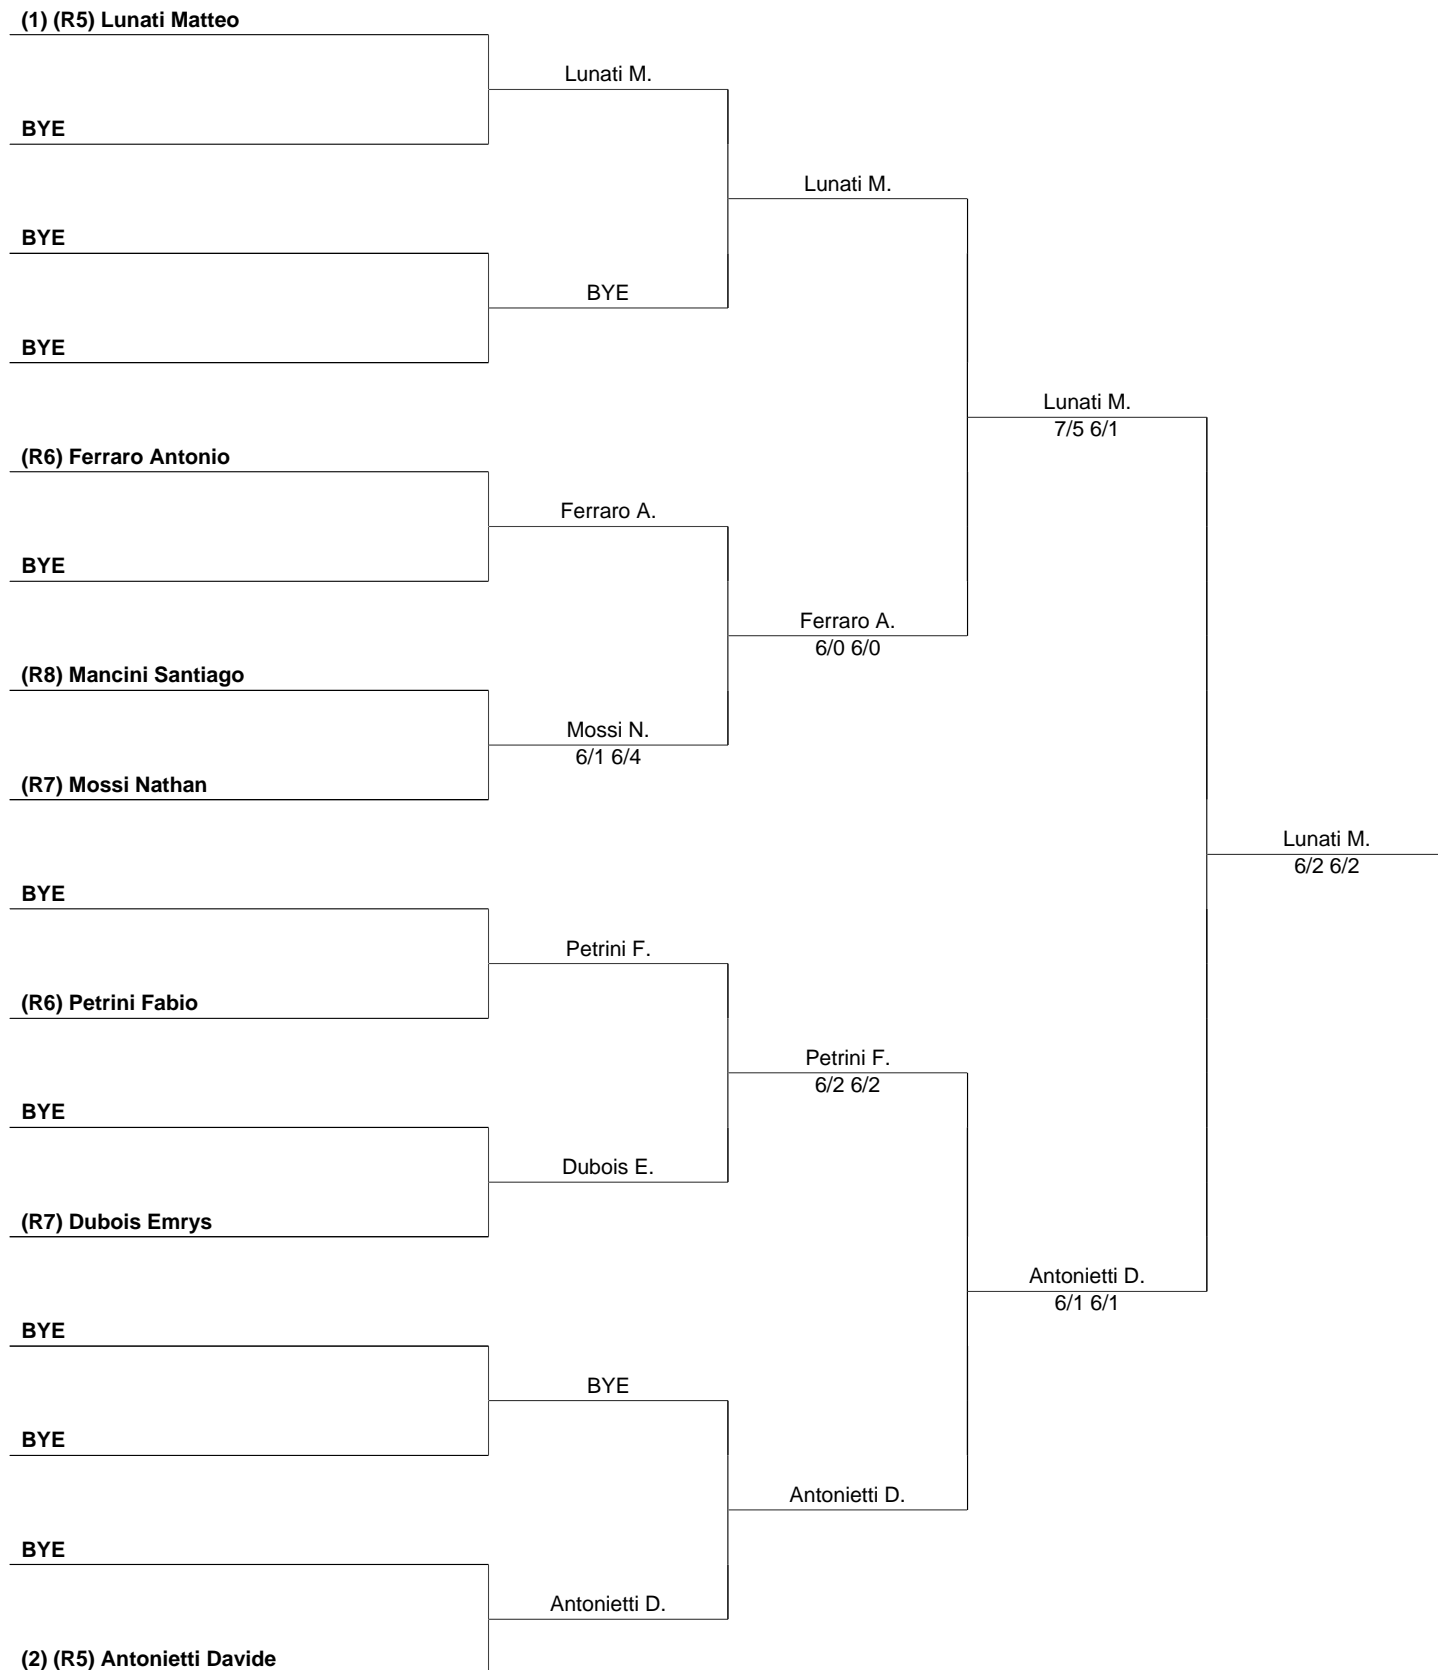 (1) (R5) Lunati Matteo
Lunati M.
BYE
Lunati M.
BYE
BYE
BYE
Lunati M.
7/5 6/1
(R6) Ferraro Antonio
Ferraro A.
BYE
Ferraro A.
6/0 6/0
(R8) Mancini Santiago
Mossi N.
6/1 6/4
(R7) Mossi Nathan
Lunati M.
6/2 6/2
BYE
Petrini F.
(R6) Petrini Fabio
Petrini F.
6/2 6/2
BYE
Dubois E.
(R7) Dubois Emrys
Antonietti D.
6/1 6/1
BYE
BYE
BYE
Antonietti D.
BYE
Antonietti D.
(2) (R5) Antonietti Davide